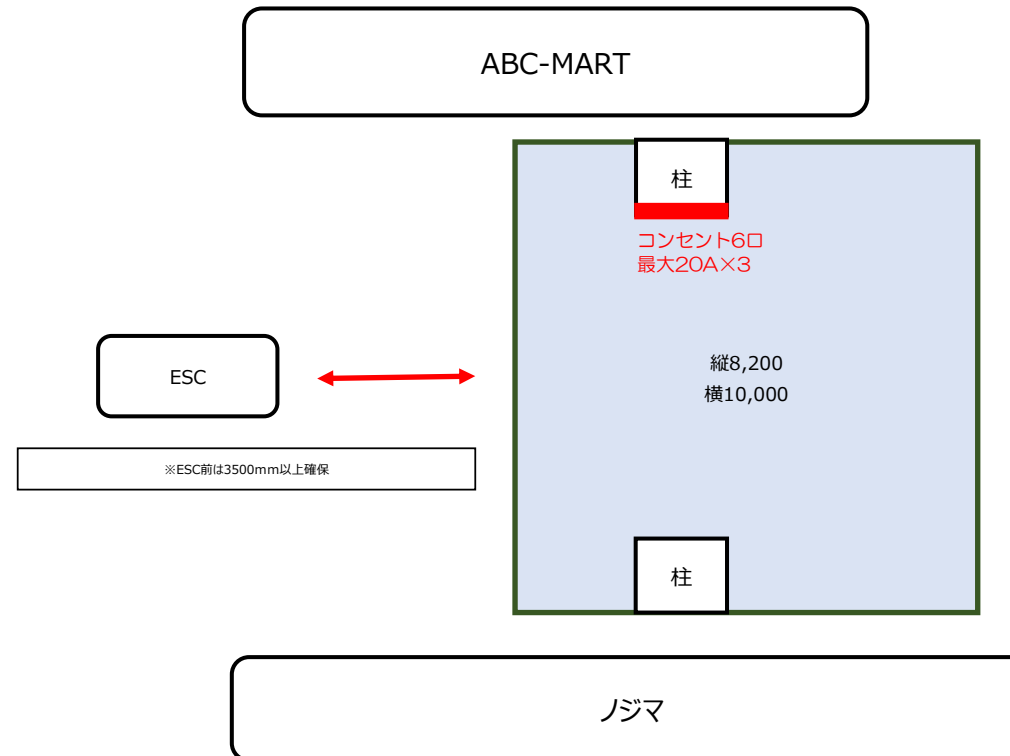 ABC-MART
柱
コンセント6口
最大20A×3
縦8,200
横10,000
ESC
※ESC前は3500mm以上確保
柱
ノジマ